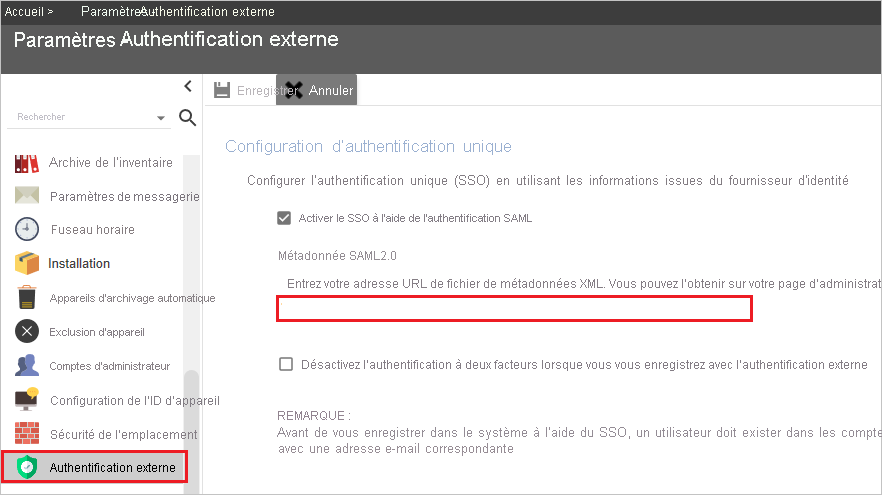 Accueil > Paramètres Authentification externe
Paramètres Authentification externe
Enregistrer Annuler
Rechercher
Archive de l'inventaire
Paramètres de messagerie
Fuseau horaire
Installation
Appareils d'archivage automatique
Exclusion d'appareil
Comptes d'administrateur
Configuration de l'ID d'appareil
Sécurité de l'emplacement
Authentification externe
Configuration d'authentification unique
Configurer l'authentification unique (SSO) en utilisant les informations issues du fournisseur d'identité
Activer le SSO à l'aide de l'authentification SAML
Métadonnée SAML2.0
Entrez votre adresse URL de fichier de métadonnées XML. Vous pouvez l'obtenir sur votre page d'administrat
Désactivez l'authentification à deux facteurs lorsque vous vous enregistrez avec l'authentification externe
REMARQUE :
Avant de vous enregistrer dans le système à l'aide du SSO, un utilisateur doit exister dans les compte
avec une adresse e-mail correspondante